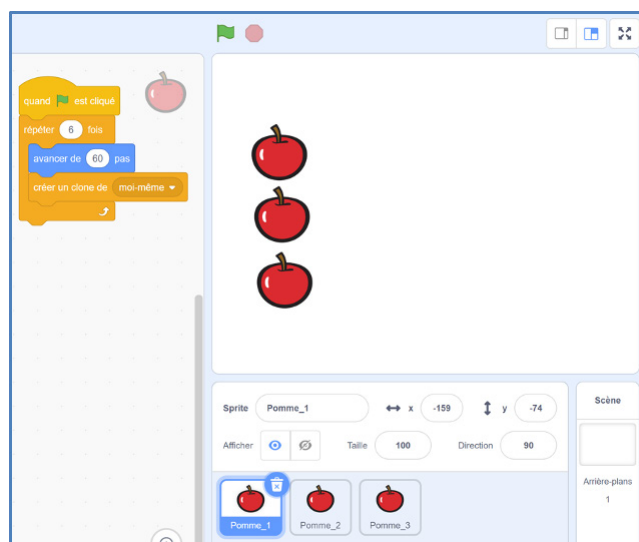 quand est cliqué
répéter 6 fois
avancer de 60 pas
créer un clone de moi-même
Sprite Pomme_1 x -159 y -74
Afficher Taille 100 Direction 90
Pomme_1 Pomme_2 Pomme_3
Scène
Arrière-plans
1